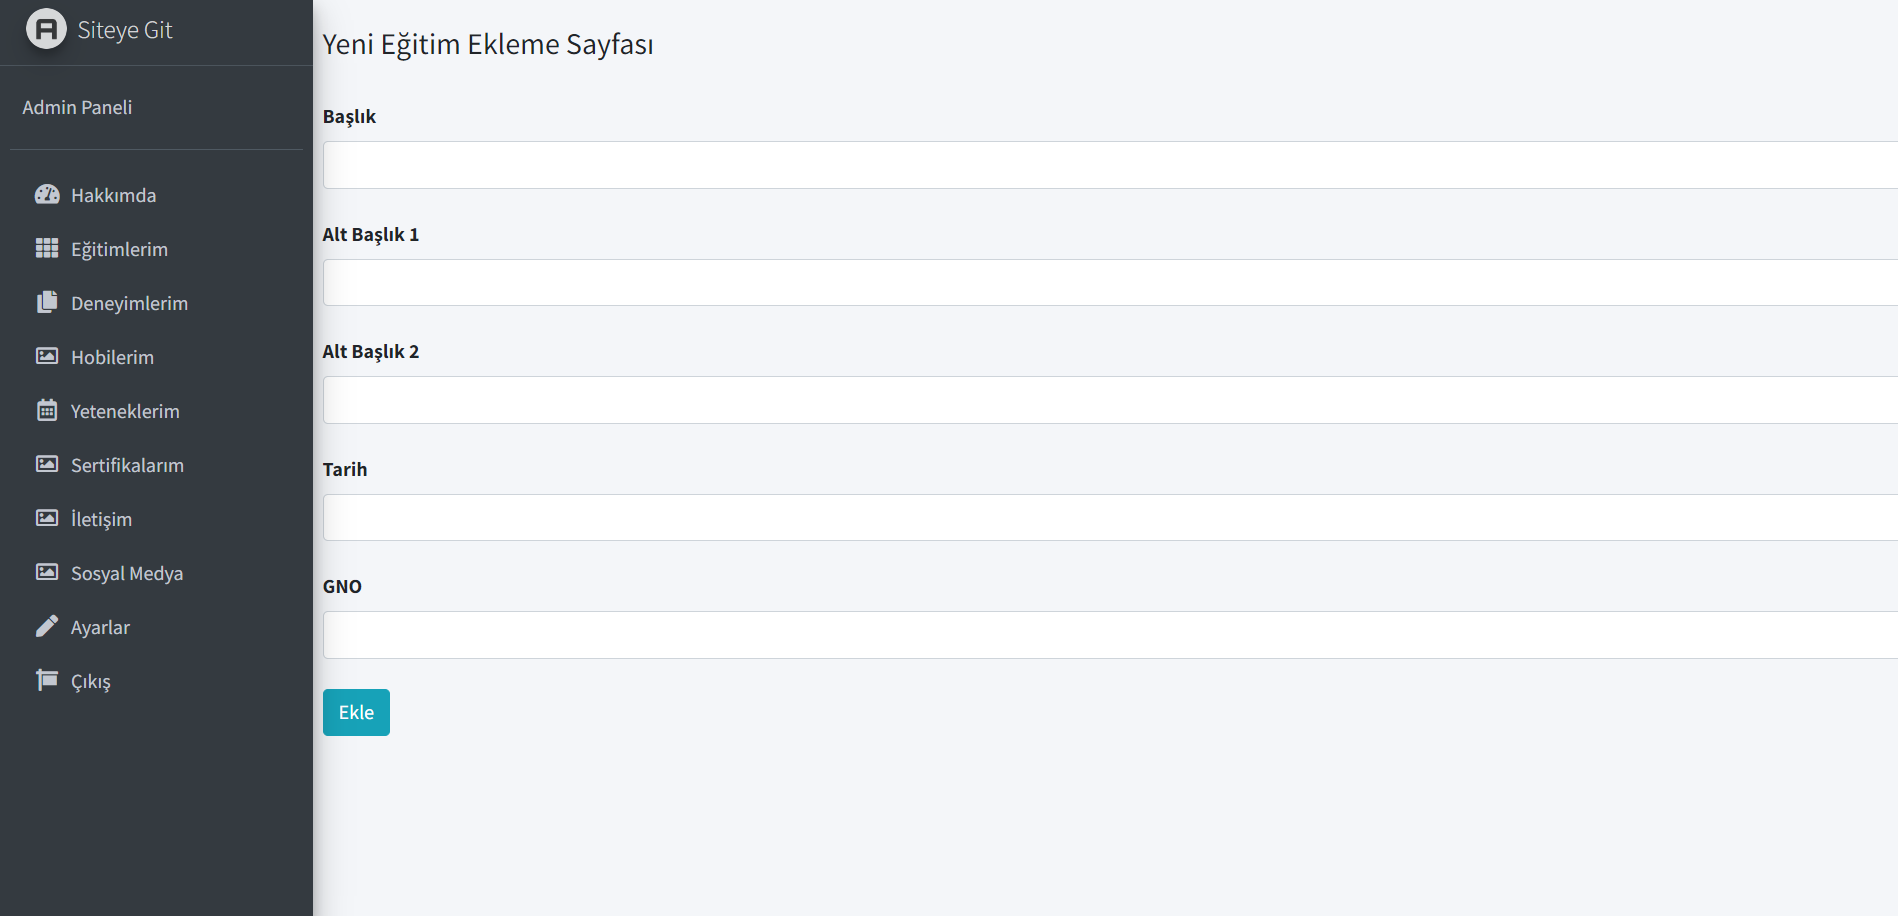 Siteye Git
Admin Paneli
Hakkımda
Eğitimlerim
Deneyimlerim
Hobilerim
Yeteneklerim
Sertifikalarım
İletişim
Sosyal Medya
Ayarlar
Çıkış
Yeni Eğitim Ekleme Sayfası
Başlık
Alt Başlık 1
Alt Başlık 2
Tarih
GNO
Ekle